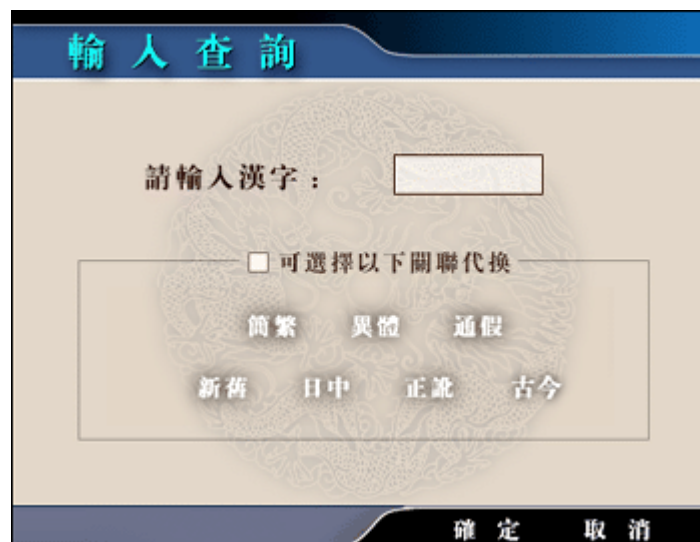 輸入查詢
請輸入漢字：
可選擇以下關聯代换
簡繁 異體 通假
新舊 日中 正訛 古今
確定 取消